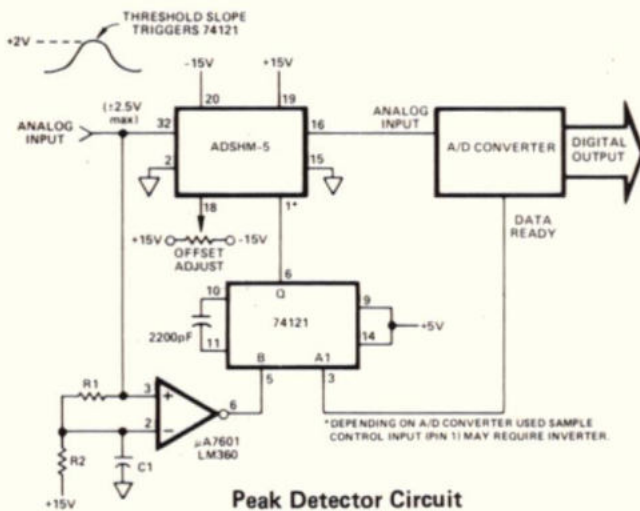 THRESHOLD SLOPE
TRIGGERS 74121
+2V
-15V
+15V
20
19
(±2.5V
max)
ANALOG
INPUT
32
ADSHM-5
16
ANALOG
INPUT
A/D CONVERTER
DIGITAL
OUTPUT
2
15
18
1*
DATA
READY
+15V
-15V
OFFSET
ADJUST
6
Q
10
9
74121
2200pF
14
+5V
11
B
A1
5
3
R1
3
+
6
2
-
*DEPENDING ON A/D CONVERTER USED SAMPLE
CONTROL INPUT (PIN 1) MAY REQUIRE INVERTER.
µA7601
LM360
R2
C1
+15V
Peak Detector Circuit